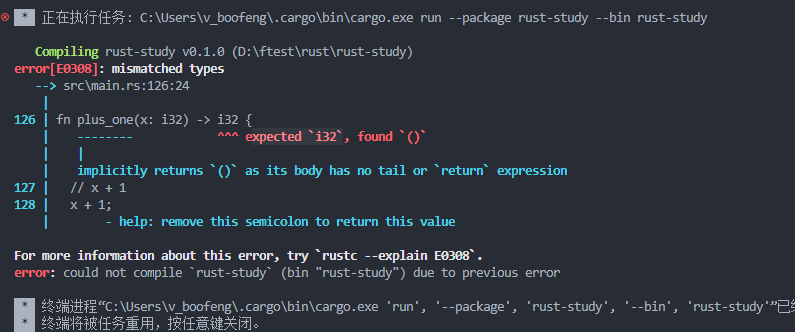 * 正在执行任务: C:\Users\v_boofeng\.cargo\bin\cargo.exe run --package rust-study --bin rust-study
Compiling rust-study v0.1.0 (D:\ftest\rust\rust-study)
error[E0308]: mismatched types
--> src\main.rs:126:24
|
126 | fn plus_one(x: i32) -> i32 {
| -------- ^^^ expected `i32`, found `()`
| |
| implicitly returns `()` as its body has no tail or `return` expression
127 | // x + 1
128 | x + 1;
| - help: remove this semicolon to return this value
For more information about this error, try `rustc --explain E0308`.
error: could not compile `rust-study` (bin "rust-study") due to previous error
* 终端进程“C:\Users\v_boofeng\.cargo\bin\cargo.exe 'run', '--package', 'rust-study', '--bin', 'rust-study'”已
* 终端将被任务重用，按任意键关闭。